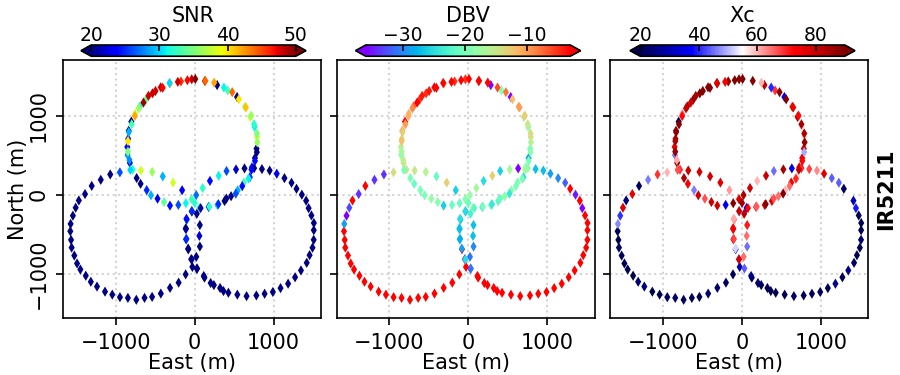 SNR DBV Xc
20 30 40 50 −30 −20 −10 20 40 60 80
North (m)
1000
0
−1000
−1000 0 1000 −1000 0 1000 −1000 0 1000
East (m) East (m) East (m)
IR5211